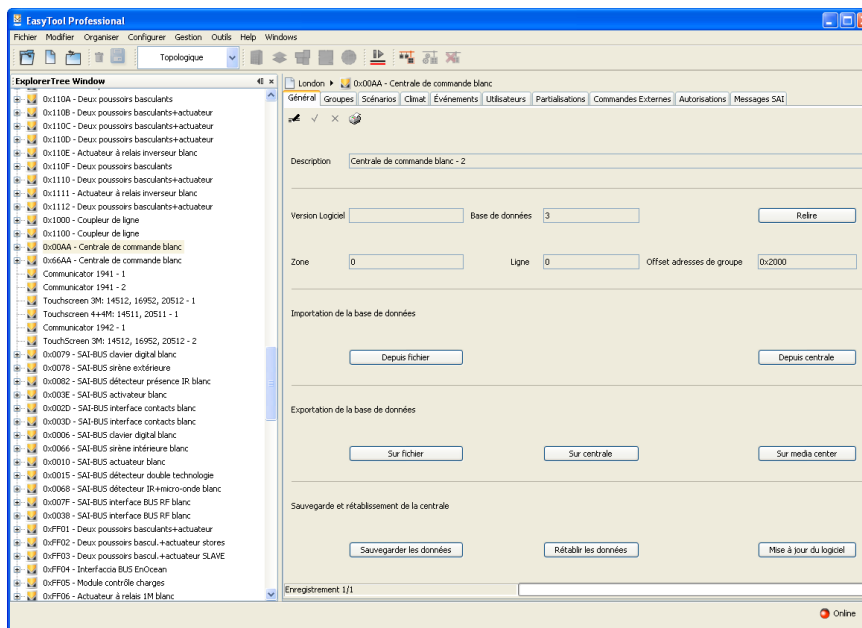 EasyTool Professional
Fichier Modifier Organiser Configurer Gestion Outils Help Windows
Topologique
ExplorerTree Window
London 0x00AA - Centrale de commande blanc
Général Groupes Scénarios Climat Événements Utilisateurs Partialisations Commandes Externes Autorisations Messages SAI
0x110A - Deux poussoirs basculants
0x110B - Deux poussoirs basculants+actuateur
0x110C - Deux poussoirs basculants+actuateur
0x110D - Deux poussoirs basculants+actuateur
0x110E - Actuateur à relais inverseur blanc
0x110F - Deux poussoirs basculants
0x1110 - Deux poussoirs basculants+actuateur
0x1111 - Actuateur à relais inverseur blanc
0x1112 - Deux poussoirs basculants+actuateur
0x1000 - Coupleur de ligne
0x1100 - Coupleur de ligne
0x00AA - Centrale de commande blanc
0x66AA - Centrale de commande blanc
Communicator 1941 - 1
Communicator 1941 - 2
Touchscreen 3M: 14512, 16952, 20512 - 1
Touchscreen 4+4M: 14511, 20511 - 1
Communicator 1942 - 1
TouchScreen 3M: 14512, 16952, 20512 - 2
0x0079 - SAI-BUS clavier digital blanc
0x0078 - SAI-BUS sirène extérieure
0x0082 - SAI-BUS détecteur présence IR blanc
0x003E - SAI-BUS activateur blanc
0x002D - SAI-BUS interface contacts blanc
0x003D - SAI-BUS interface contacts blanc
0x0006 - SAI-BUS clavier digital blanc
0x0066 - SAI-BUS sirène intérieure blanc
0x0010 - SAI-BUS actuateur blanc
0x0015 - SAI-BUS détecteur double technologie
0x0068 - SAI-BUS détecteur IR+micro-onde blanc
0x007F - SAI-BUS interface BUS RF blanc
0x0038 - SAI-BUS interface BUS RF blanc
0xFF01 - Deux poussoirs basculants+actuateur
0xFF02 - Deux poussoirs bascul.+actuateur stores
0xFF03 - Deux poussoirs bascul.+actuateur SLAVE
0xFF04 - Interfaccia BUS EnOcean
0xFF05 - Module contrôle charges
0xFF06 - Actuateur à relais 1M blanc
Description Centrale de commande blanc - 2
Version Logiciel Base de données 3 Relire
Zone 0 Ligne 0 Offset adresses de groupe 0x2000
Importation de la base de données
Depuis fichier Depuis centrale
Exportation de la base de données
Sur fichier Sur centrale Sur media center
Sauvegarde et rétablissement de la centrale
Sauvegarder les données Rétablir les données Mise à jour du logiciel
Enregistrement 1/1
Online